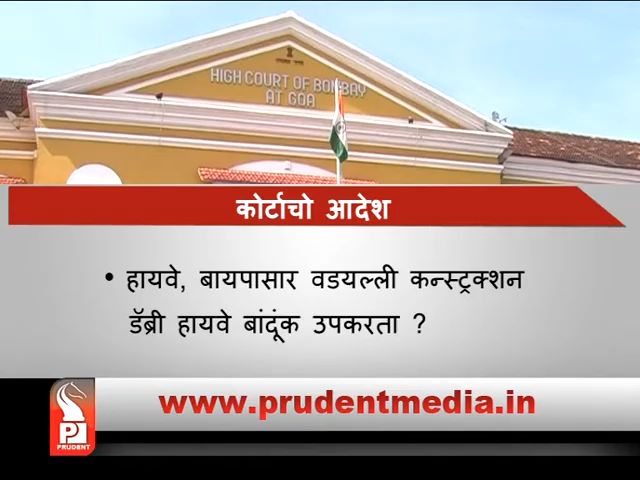 HIGH COURT OF BOMBAY
AT GOA
कोर्टाचो आदेश
• हायवे, बायपासार वडयल्ली कन्स्ट्रक्शन
डॅब्री हायवे बांदूंक उपकरता ?
www.prudentmedia.in
PRUDENT